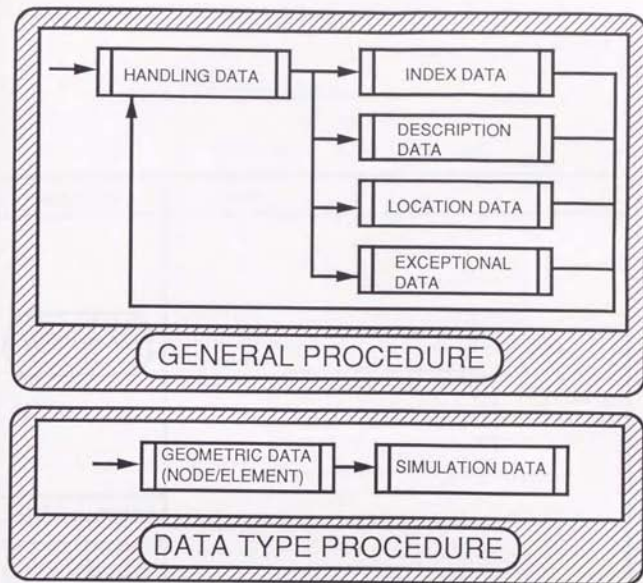 HANDLING DATA
INDEX DATA
DESCRIPTION
DATA
LOCATION DATA
EXCEPTIONAL
DATA
GENERAL PROCEDURE
GEOMETRIC DATA
(NODE/ELEMENT)
SIMULATION DATA
DATA TYPE PROCEDURE